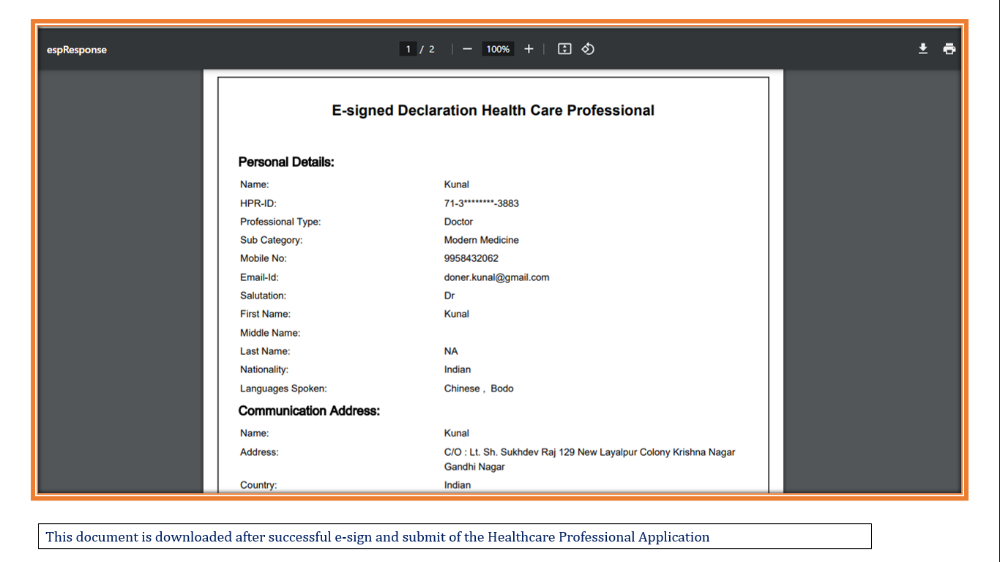 espResponse
1 / 2
100%
E-signed Declaration Health Care Professional
Personal Details:
Name: Kunal
HPR-ID: 71-3********-3883
Professional Type: Doctor
Sub Category: Modern Medicine
Mobile No: 9958432062
Email-Id: doner.kunal@gmail.com
Salutation: Dr
First Name: Kunal
Middle Name:
Last Name: NA
Nationality: Indian
Languages Spoken: Chinese , Bodo
Communication Address:
Name: Kunal
Address: C/O : Lt. Sh. Sukhdev Raj 129 New Layalpur Colony Krishna Nagar
Gandhi Nagar
Country: Indian
This document is downloaded after successful e-sign and submit of the Healthcare Professional Application